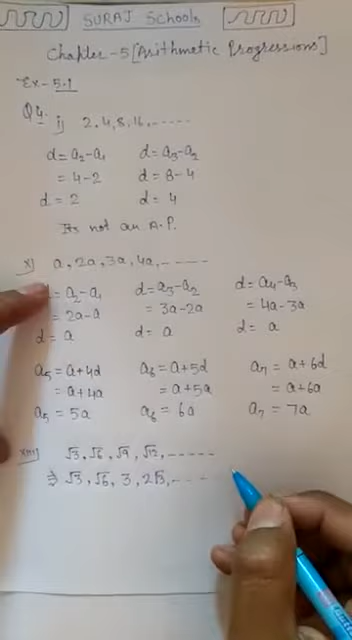 SURAJ Schools
Chapter-5[Arithmetic Progressions]
Ex-5.1
Q4. i) 2,4,8,16,-----
d=a₂-a₁ d=a₃-a₂
=4-2 d=8-4
d=2 d=4
Its not an A.P.
x) a,2a,3a,4a,-----
d=a₂-a₁ d=a₃-a₂ d=a₄-a₃
=2a-a =3a-2a =4a-3a
d=a d=a d=a
a₅=a+4d a₆=a+5d a₇=a+6d
=a+4a =a+5a =a+6a
a₅=5a a₆=6a a₇=7a
xiii) √3,√6,√9,√12,-----
⇒ √3,√6,3,2√3,----